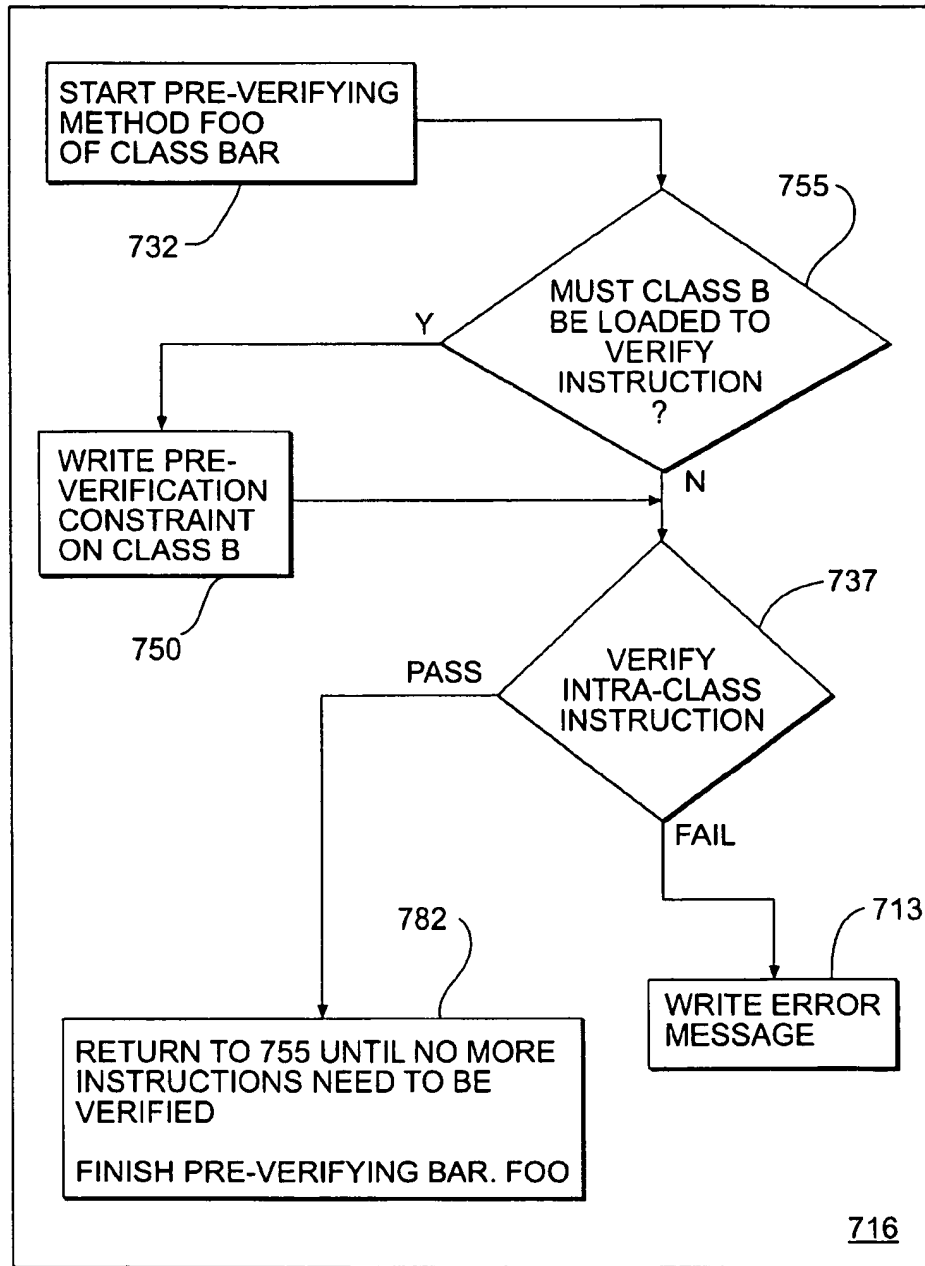 START PRE-VERIFYING
METHOD FOO
OF CLASS BAR
732
755
MUST CLASS B
BE LOADED TO
VERIFY
INSTRUCTION
?
Y
N
WRITE PRE-
VERIFICATION
CONSTRAINT
ON CLASS B
750
737
VERIFY
INTRA-CLASS
INSTRUCTION
PASS
FAIL
782
713
WRITE ERROR
MESSAGE
RETURN TO 755 UNTIL NO MORE
INSTRUCTIONS NEED TO BE
VERIFIED
FINISH PRE-VERIFYING BAR. FOO
716